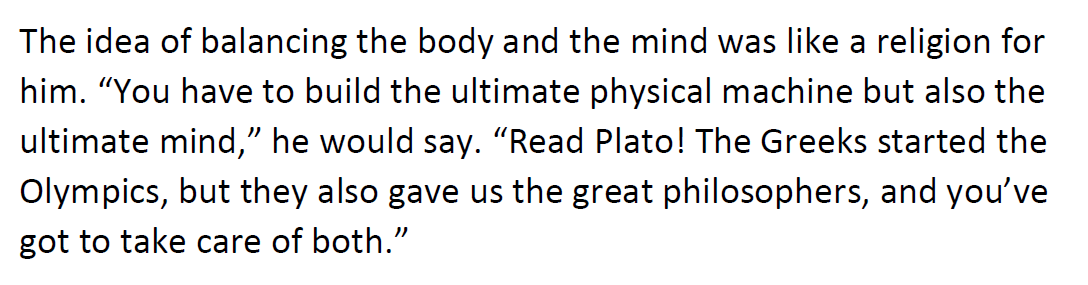 The idea of balancing the body and the mind was like a religion for
him. “You have to build the ultimate physical machine but also the
ultimate mind,” he would say. “Read Plato! The Greeks started the
Olympics, but they also gave us the great philosophers, and you’ve
got to take care of both.”